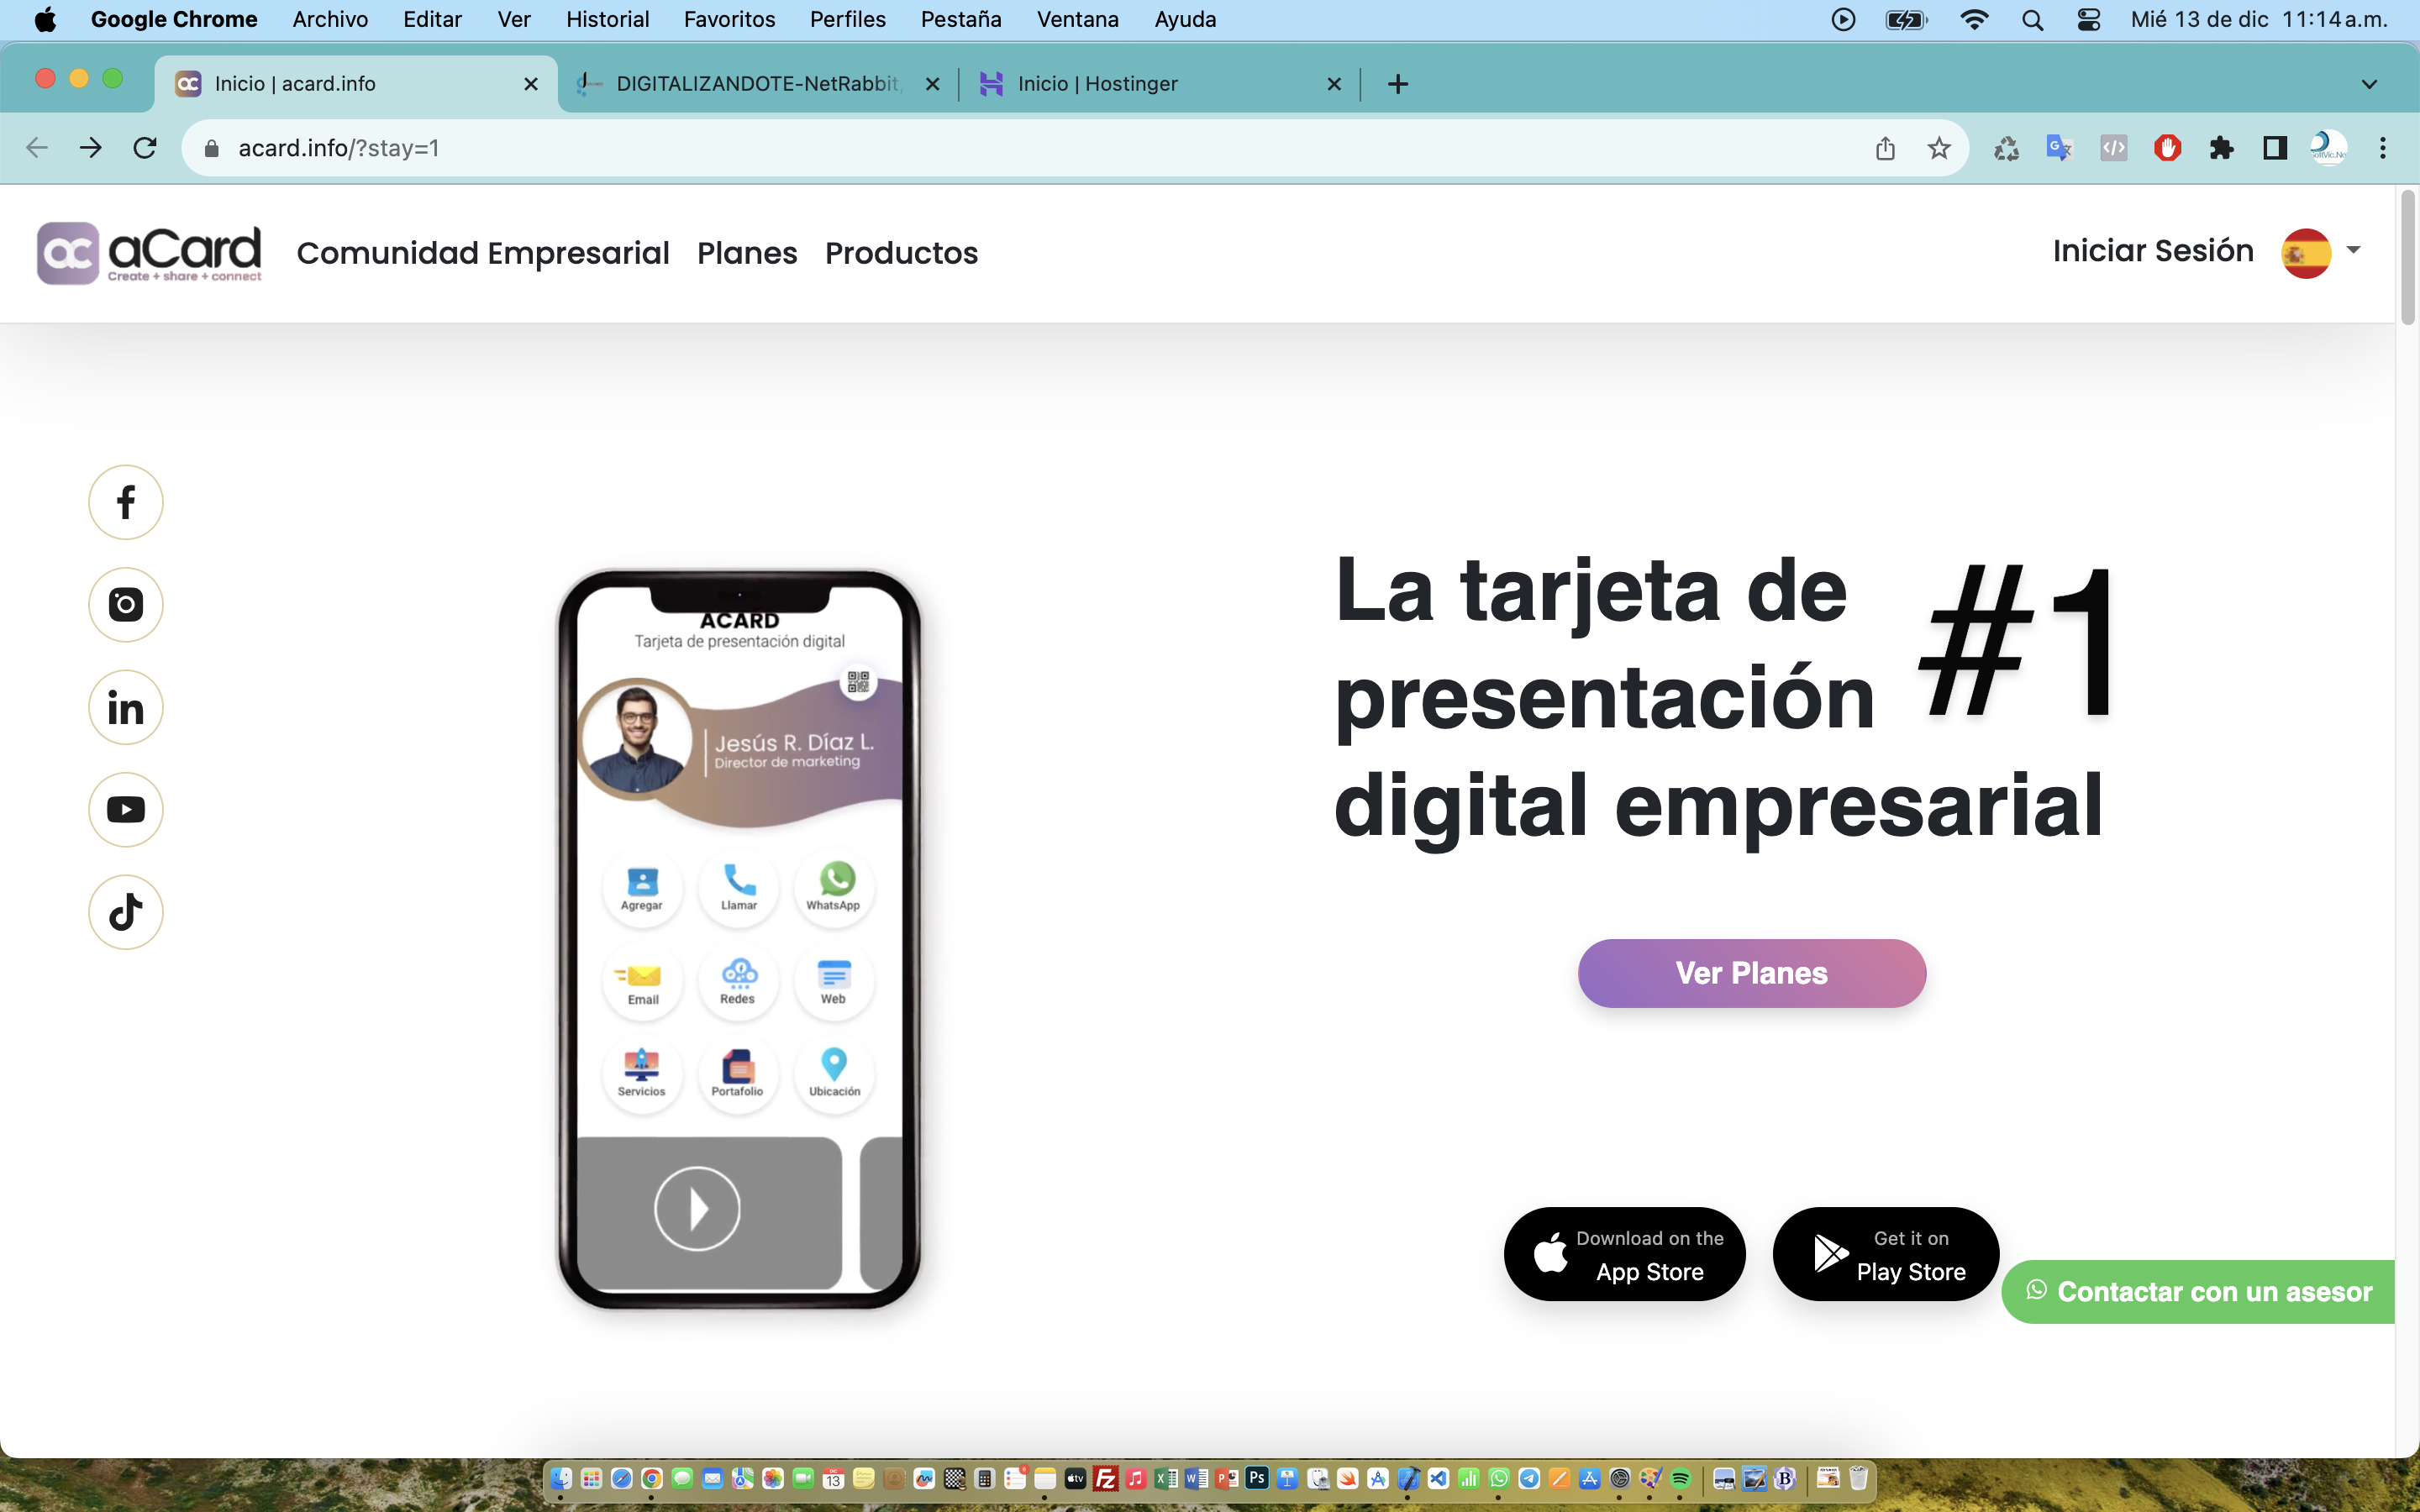 Google Chrome Archivo Editar Ver Historial Favoritos Perfiles Pestaña Ventana Ayuda Mié 13 de dic 11:14 a.m.
Inicio | acard.info DIGITALIZANDOTE-NetRabbit, Inicio | Hostinger
acard.info/?stay=1
ac aCard
Create + share + connect
Comunidad Empresarial Planes Productos Iniciar Sesión
ACARD
Tarjeta de presentación digital
Jesús R. Díaz L.
Director de marketing
Agregar Llamar WhatsApp
Email Redes Web
Servicios Portafolio Ubicación
La tarjeta de
presentación
digital empresarial
#1
Ver Planes
Download on the
App Store
Get it on
Play Store
Contactar con un asesor